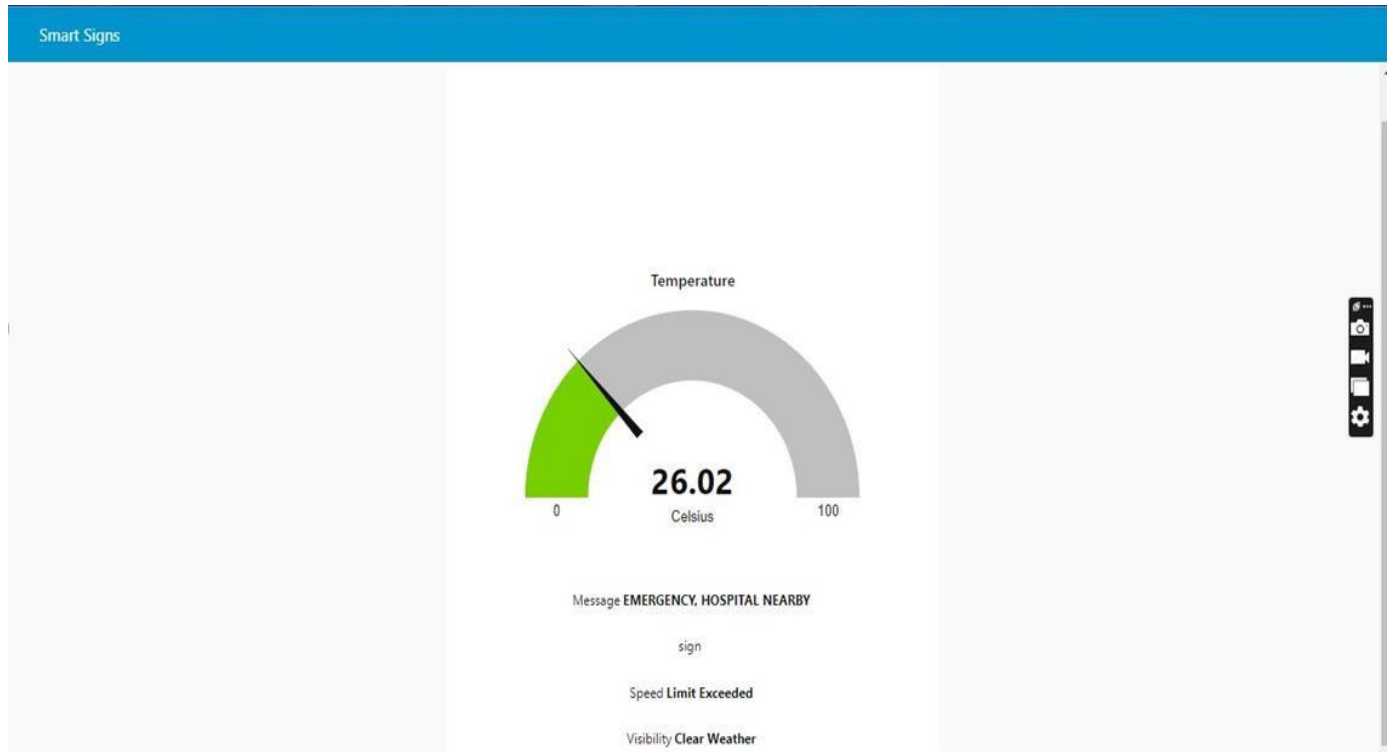 Smart Signs
Temperature
26.02
Celsius
0
100
Message EMERGENCY, HOSPITAL NEARBY
sign
Speed Limit Exceeded
Visibility Clear Weather